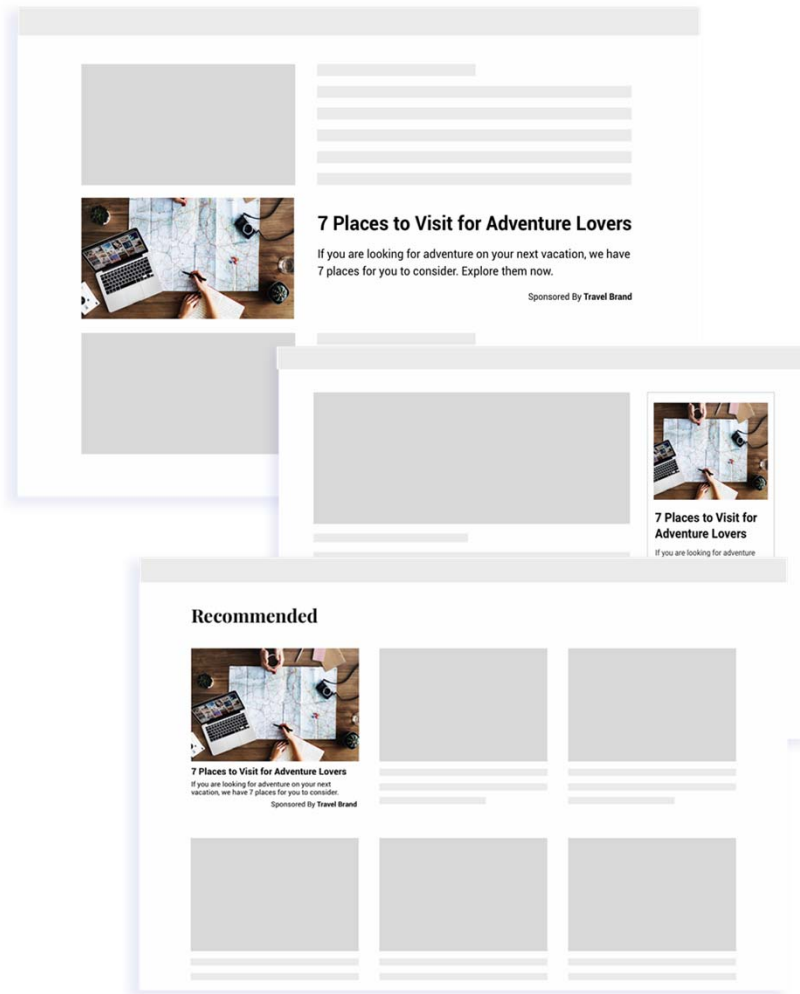 7 Places to Visit for Adventure Lovers
If you are looking for adventure on your next vacation, we have
7 places for you to consider. Explore them now.
Sponsored By Travel Brand
7 Places to Visit for
Adventure Lovers
If you are looking for adventure
Recommended
7 Places to Visit for Adventure Lovers
If you are looking for adventure on your next
vacation, we have 7 places for you to consider.
Sponsored By Travel Brand